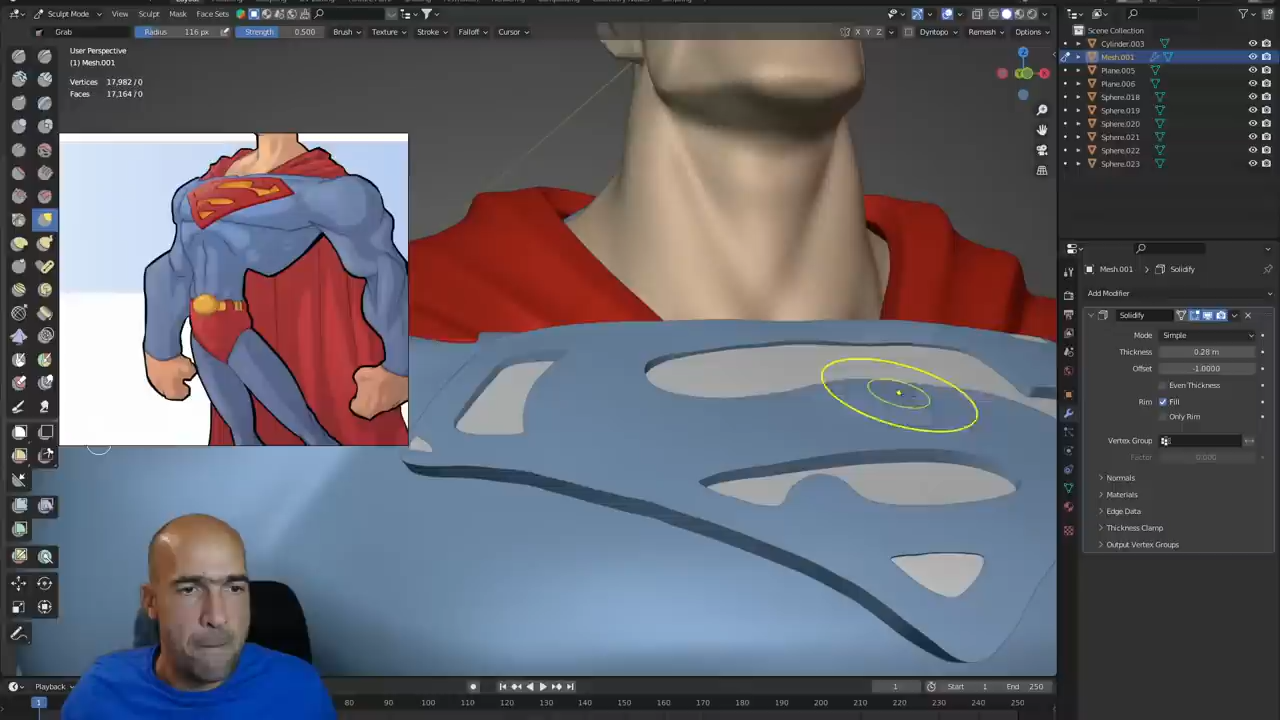 Sculpt Mode View Sculpt Mask Face Sets
Grab Radius 116 px Strength 0.500 Brush Texture Stroke Falloff Cursor X Y Z Dyntopo Remesh Options
User Perspective
(1) Mesh.001
Vertices 17,982 / 0
Faces 17,164 / 0
Z
X
Scene Collection
Cylinder.003
Mesh.001
Plane.005
Plane.006
Sphere.018
Sphere.019
Sphere.020
Sphere.021
Sphere.022
Sphere.023
Mesh.001 Solidify
Add Modifier
Solidify
Mode Simple
Thickness 0.28 m
Offset -1.0000
Even Thickness
Rim Fill
Only Rim
Vertex Group
Factor 0.000
Normals
Materials
Edge Data
Thickness Clamp
Output Vertex Groups
Playback 1 Start 1 End 250
1 80 90 100 110 120 130 140 150 160 170 180 190 200 210 220 230 240 250